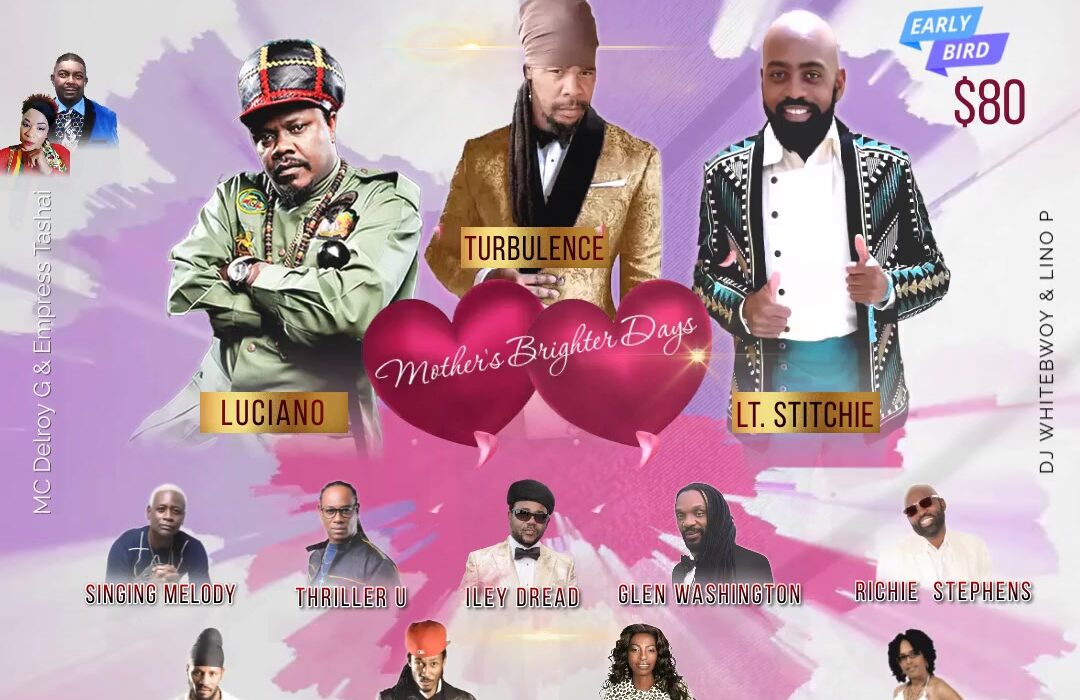 EARLY
BIRD
$80
MC Delroy G & Empress Tashai
DJ WHITEBWOY & LINO P
TURBULENCE
Mother's Brighter Days
LUCIANO
LT. STITCHIE
SINGING MELODY
THRILLER U
ILEY DREAD
GLEN WASHINGTON
RICHIE STEPHENS